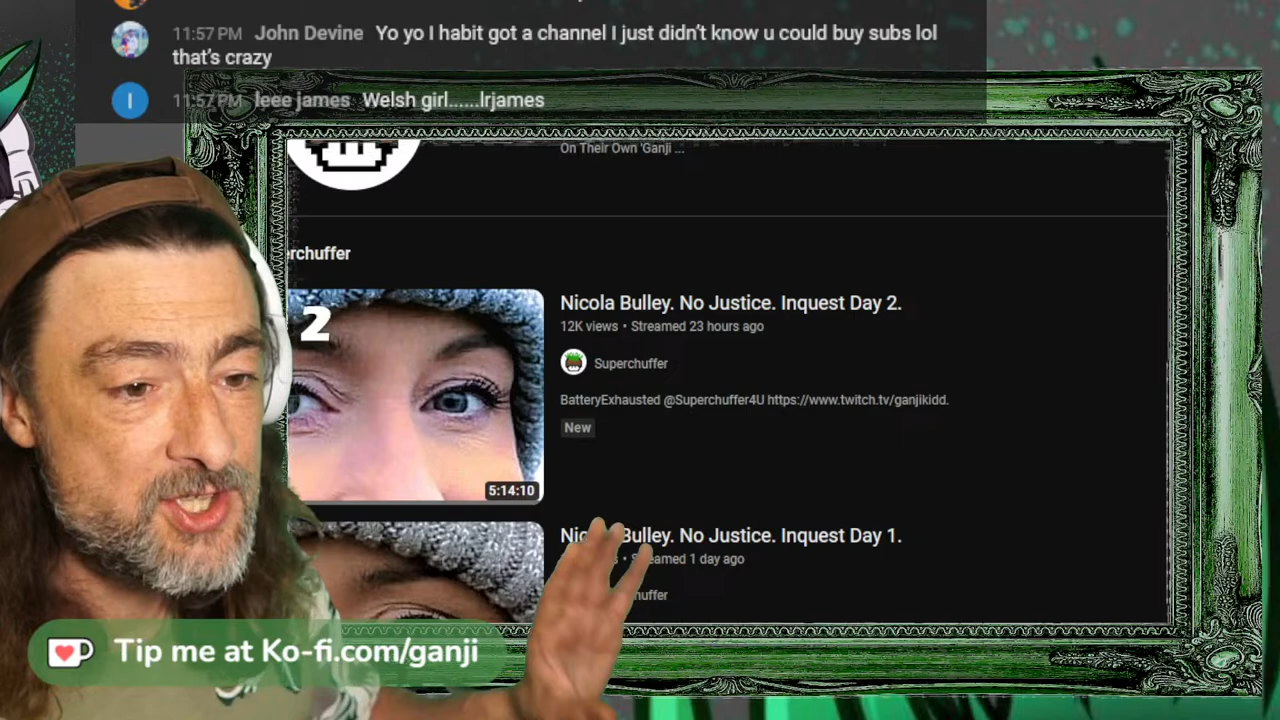 11:57 PM John Devine Yo yo I habit got a channel I just didn't know u could buy subs lol
that's crazy
11:57 PM leee james Welsh girl......lrjames
On Their Own 'Ganji ...
erchuffer
2
Nicola Bulley. No Justice. Inquest Day 2.
12K views • Streamed 23 hours ago
Superchuffer
BatteryExhausted @Superchuffer4U https://www.twitch.tv/ganjikidd.
New
5:14:10
Bulley. No Justice. Inquest Day 1.
1 day ago
Tip me at Ko-fi.com/ganji